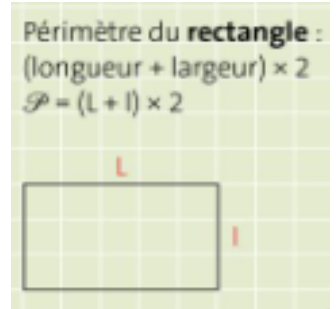 Périmètre du rectangle :
(longueur + largeur) × 2
𝒫 = (L + l) × 2
L
l